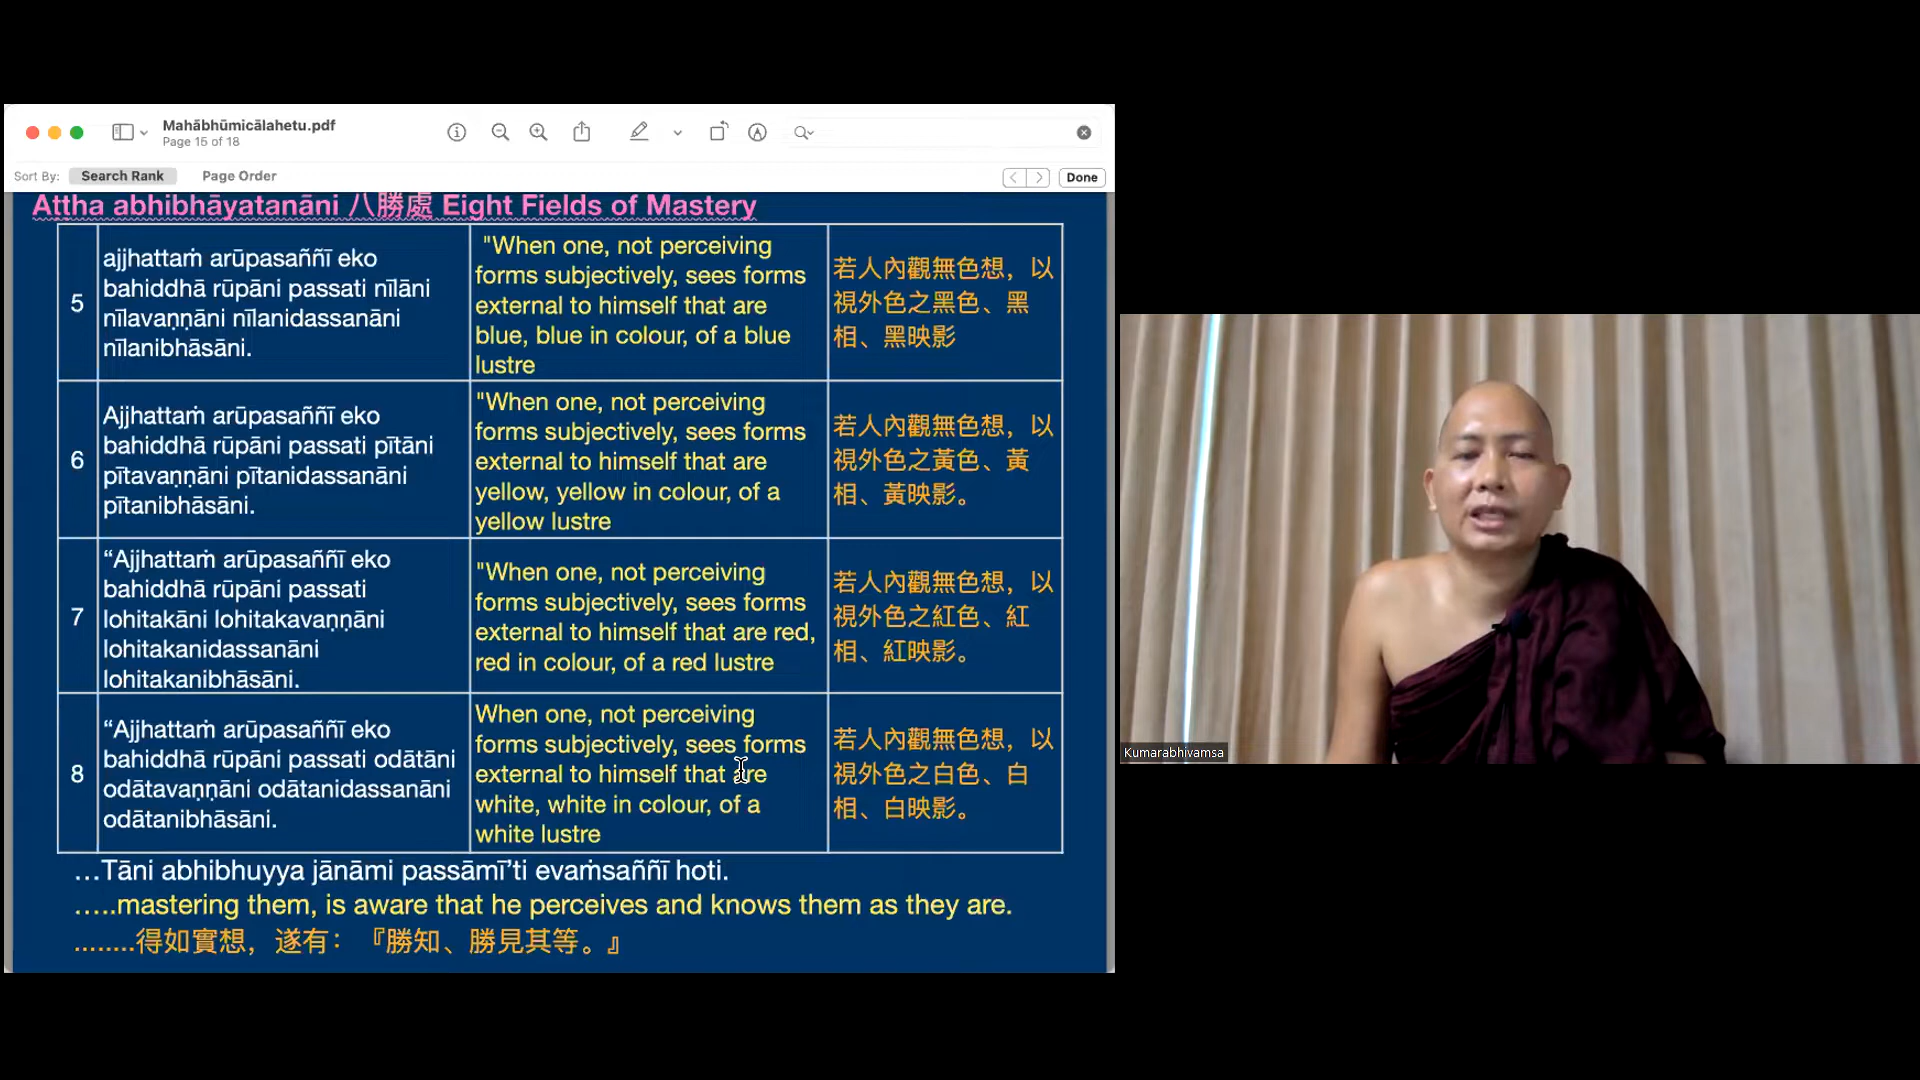 Mahābhūmicālahetu.pdf
Page 15 of 18
Sort By:
Search Rank
Page Order
Done
Aṭṭha abhibhāyatanāni 八勝處 Eight Fields of Mastery
5
ajjhattaṁ arūpasaññī eko
bahiddhā rūpāni passati nīlāni
nīlavaṇṇāni nīlanidassanāni
nīlanibhāsāni.
"When one, not perceiving
forms subjectively, sees forms
external to himself that are
blue, blue in colour, of a blue
lustre
若人內觀無色想，以
視外色之黑色、黑
相、黑映影
6
Ajjhattaṁ arūpasaññī eko
bahiddhā rūpāni passati pītāni
pītavaṇṇāni pītanidassanāni
pītanibhāsāni.
"When one, not perceiving
forms subjectively, sees forms
external to himself that are
yellow, yellow in colour, of a
yellow lustre
若人內觀無色想，以
視外色之黃色、黃
相、黃映影。
7
“Ajjhattaṁ arūpasaññī eko
bahiddhā rūpāni passati
lohitakāni lohitakavaṇṇāni
lohitakanidassanāni
lohitakanibhāsāni.
"When one, not perceiving
forms subjectively, sees forms
external to himself that are red,
red in colour, of a red lustre
若人內觀無色想，以
視外色之紅色、紅
相、紅映影。
8
“Ajjhattaṁ arūpasaññī eko
bahiddhā rūpāni passati odātāni
odātavaṇṇāni odātanidassanāni
odātanibhāsāni.
When one, not perceiving
forms subjectively, sees forms
external to himself that are
white, white in colour, of a
white lustre
若人內觀無色想，以
視外色之白色、白
相、白映影。
…Tāni abhibhuyya jānāmi passāmī’ti evaṁsaññī hoti.
…..mastering them, is aware that he perceives and knows them as they are.
........得如實想，遂有：『勝知、勝見其等。』
Kumarabhivamsa